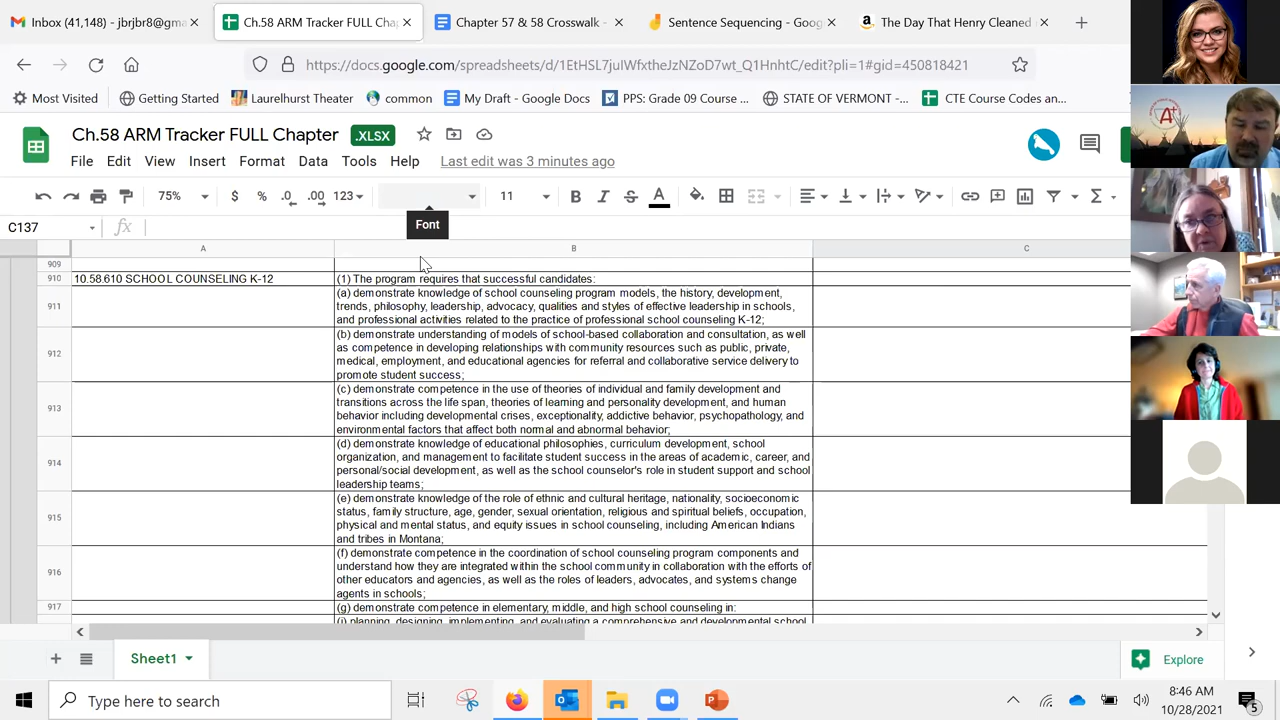 Inbox (41,148) - jbrjbr8@gma
Ch.58 ARM Tracker FULL Chap
Chapter 57 & 58 Crosswalk -
Sentence Sequencing - Google
The Day That Henry Cleaned
https://docs.google.com/spreadsheets/d/1EtHSL7juIWfxtheJzNZoD7wt_Q1HnhtC/edit?pli=1#gid=450818421
Most Visited
Getting Started
Laurelhurst Theater
common
My Draft - Google Docs
PPS: Grade 09 Course ...
STATE OF VERMONT -...
CTE Course Codes an...
Ch.58 ARM Tracker FULL Chapter
.XLSX
File Edit View Insert Format Data Tools Help Last edit was 3 minutes ago
75% $ % .0 .00 123 11 B I S A
C137 fx
Font
A B C
909
910 10.58.610 SCHOOL COUNSELING K-12 (1) The program requires that successful candidates:
911 (a) demonstrate knowledge of school counseling program models, the history, development,
trends, philosophy, leadership, advocacy, qualities and styles of effective leadership in schools,
and professional activities related to the practice of professional school counseling K-12;
912 (b) demonstrate understanding of models of school-based collaboration and consultation, as well
as competence in developing relationships with community resources such as public, private,
medical, employment, and educational agencies for referral and collaborative service delivery to
promote student success;
913 (c) demonstrate competence in the use of theories of individual and family development and
transitions across the life span, theories of learning and personality development, and human
behavior including developmental crises, exceptionality, addictive behavior, psychopathology, and
environmental factors that affect both normal and abnormal behavior;
914 (d) demonstrate knowledge of educational philosophies, curriculum development, school
organization, and management to facilitate student success in the areas of academic, career, and
personal/social development, as well as the school counselor's role in student support and school
leadership teams;
915 (e) demonstrate knowledge of the role of ethnic and cultural heritage, nationality, socioeconomic
status, family structure, age, gender, sexual orientation, religious and spiritual beliefs, occupation,
physical and mental status, and equity issues in school counseling, including American Indians
and tribes in Montana;
916 (f) demonstrate competence in the coordination of school counseling program components and
understand how they are integrated within the school community in collaboration with the efforts of
other educators and agencies, as well as the roles of leaders, advocates, and systems change
agents in schools;
917 (g) demonstrate competence in elementary, middle, and high school counseling in:
(i) planning, designing, implementing, and evaluating a comprehensive and developmental school
Sheet1
Explore
Type here to search
8:46 AM
10/28/2021
5